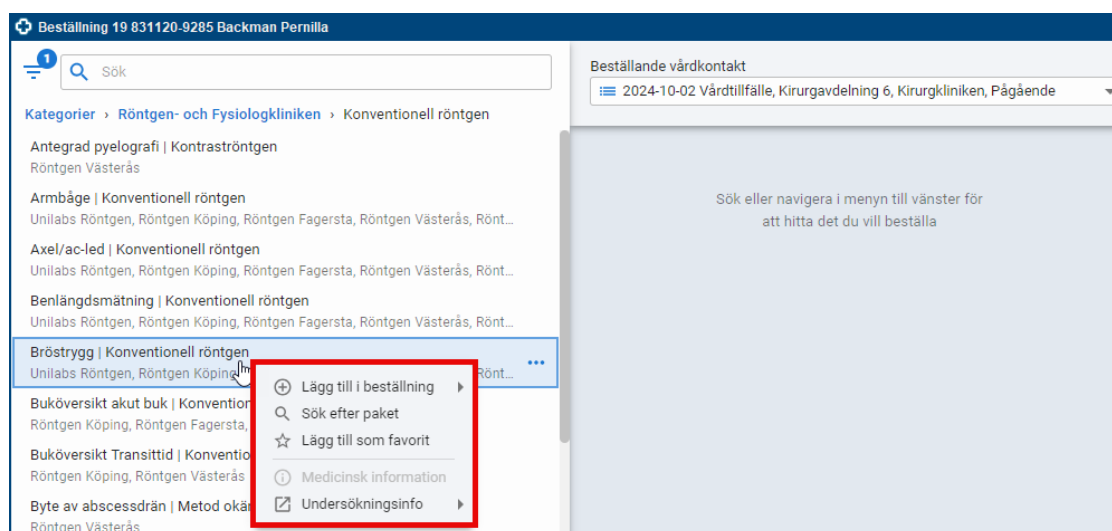 Beställning 19 831120-9285 Backman Pernilla
1
Sök
Kategorier › Röntgen- och Fysiologkliniken › Konventionell röntgen
Antegrad pyelografi | Kontraströntgen
Röntgen Västerås
Armbåge | Konventionell röntgen
Unilabs Röntgen, Röntgen Köping, Röntgen Fagersta, Röntgen Västerås, Rönt...
Axel/ac-led | Konventionell röntgen
Unilabs Röntgen, Röntgen Köping, Röntgen Fagersta, Röntgen Västerås, Rönt...
Benlängdsmätning | Konventionell röntgen
Unilabs Röntgen, Röntgen Köping, Röntgen Fagersta, Röntgen Västerås, Rönt...
Bröstrygg | Konventionell röntgen
Unilabs Röntgen, Röntgen Köping Rönt...
Buköversikt akut buk | Konvention
Röntgen Köping, Röntgen Fagersta,
Buköversikt Transittid | Konventio
Röntgen Köping, Röntgen Västerås
Byte av abscessdrän | Metod okän
Röntgen Västerås
Lägg till i beställning
Sök efter paket
Lägg till som favorit
Medicinsk information
Undersökningsinfo
Beställande vårdkontakt
2024-10-02 Vårdtillfälle, Kirurgavdelning 6, Kirurgkliniken, Pågående
Sök eller navigera i menyn till vänster för
att hitta det du vill beställa